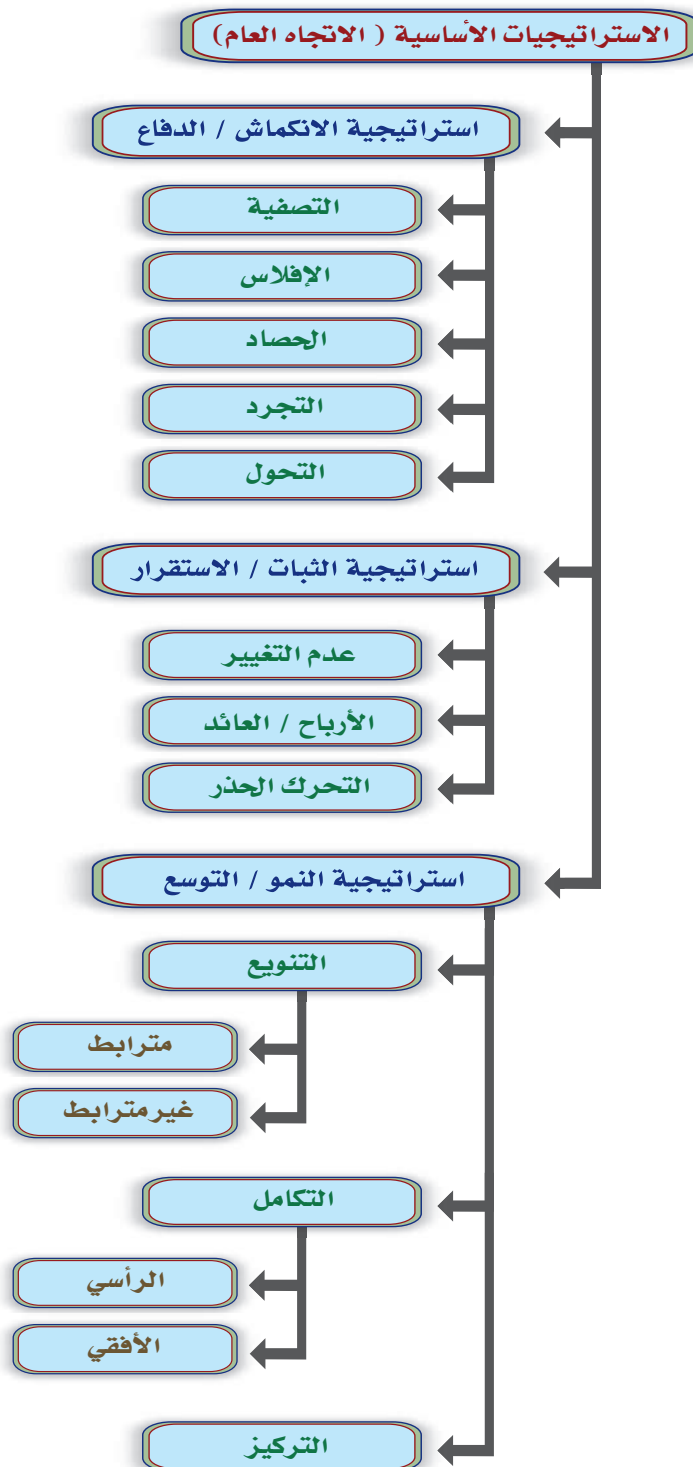 الاستراتيجيات الأساسية ( الاتجاه العام)
استراتيجية الانكماش / الدفاع
التصفية
الإفلاس
الحصاد
التجرد
التحول
استراتيجية الثبات / الاستقرار
عدم التغيير
الأرباح / العائد
التحرك الحذر
استراتيجية النمو / التوسع
التنويع
مترابط
غيرمترابط
التكامل
الرأسي
الأفقي
التركيز